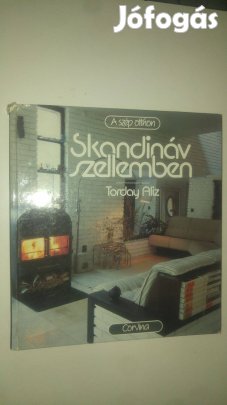 Jófogás
A szép otthon
Skandináv
szellemben
Torday Aliz
Corvina